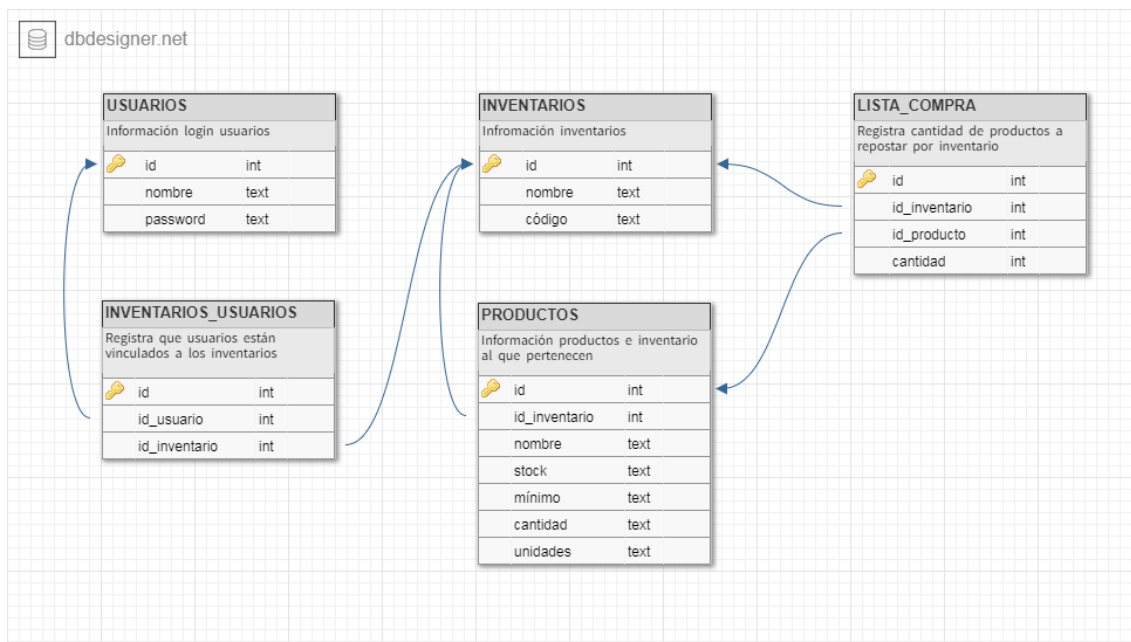 dbdesigner.net
USUARIOS
Información login usuarios
id int
nombre text
password text
INVENTARIOS
Infromación inventarios
id int
nombre text
código text
LISTA_COMPRA
Registra cantidad de productos a
repostar por inventario
id int
id_inventario int
id_producto int
cantidad int
INVENTARIOS_USUARIOS
Registra que usuarios están
vinculados a los inventarios
id int
id_usuario int
id_inventario int
PRODUCTOS
Información productos e inventario
al que pertenecen
id int
id_inventario int
nombre text
stock text
mínimo text
cantidad text
unidades text